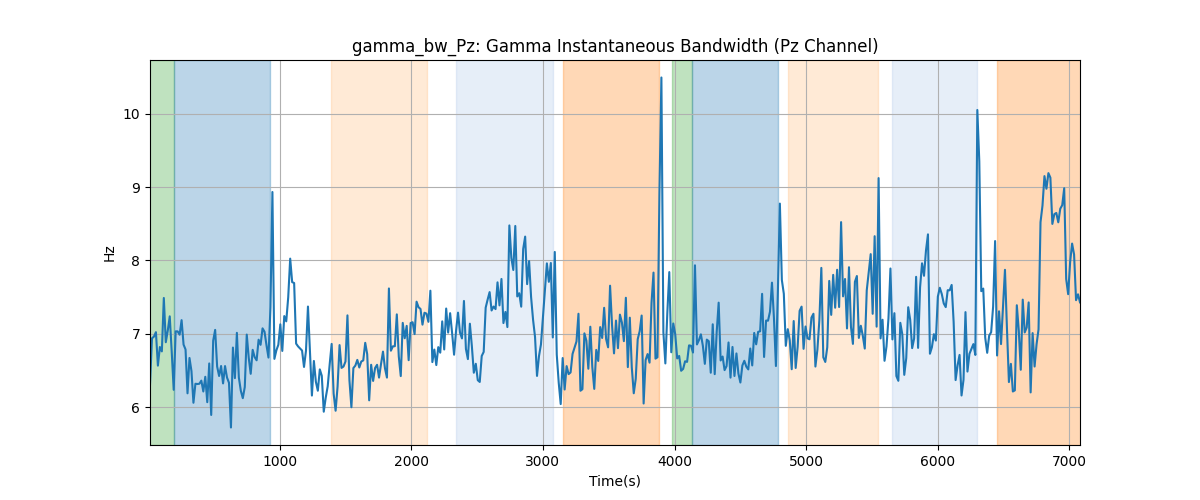 gamma_bw_Pz: Gamma Instantaneous Bandwidth (Pz Channel)
Hz
10
9
8
7
6
1000 2000 3000 4000 5000 6000 7000
Time(s)